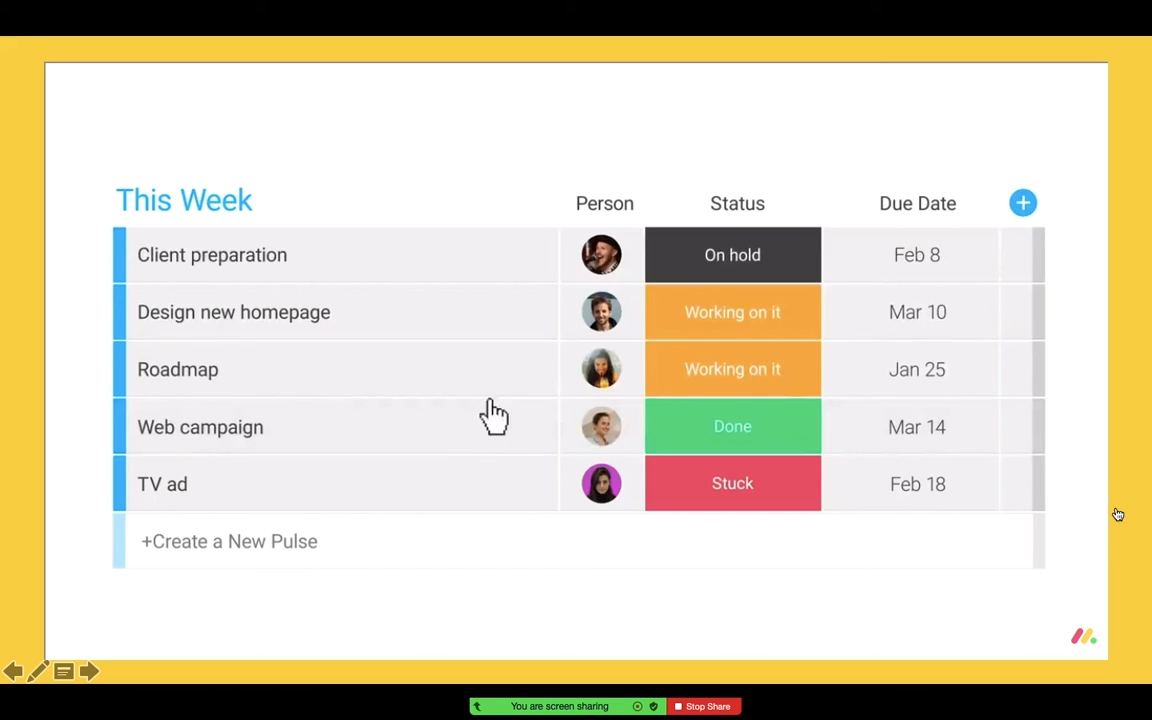 This Week Person Status Due Date
Client preparation On hold Feb 8
Design new homepage Working on it Mar 10
Roadmap Working on it Jan 25
Web campaign Done Mar 14
TV ad Stuck Feb 18
+Create a New Pulse
You are screen sharing Stop Share